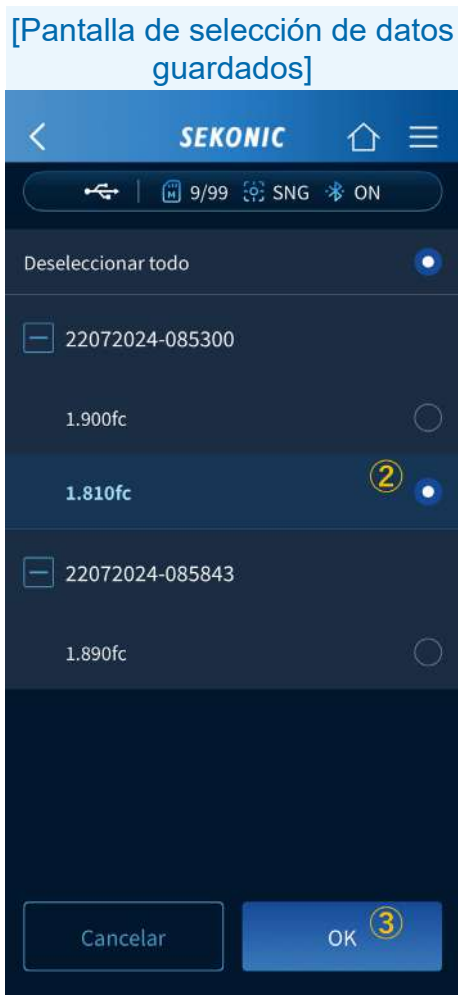 [Pantalla de selección de datos
guardados]
SEKONIC
9/99 SNG ON
Deseleccionar todo
22072024-085300
1.900fc
1.810fc ②
22072024-085843
1.890fc
Cancelar OK ③